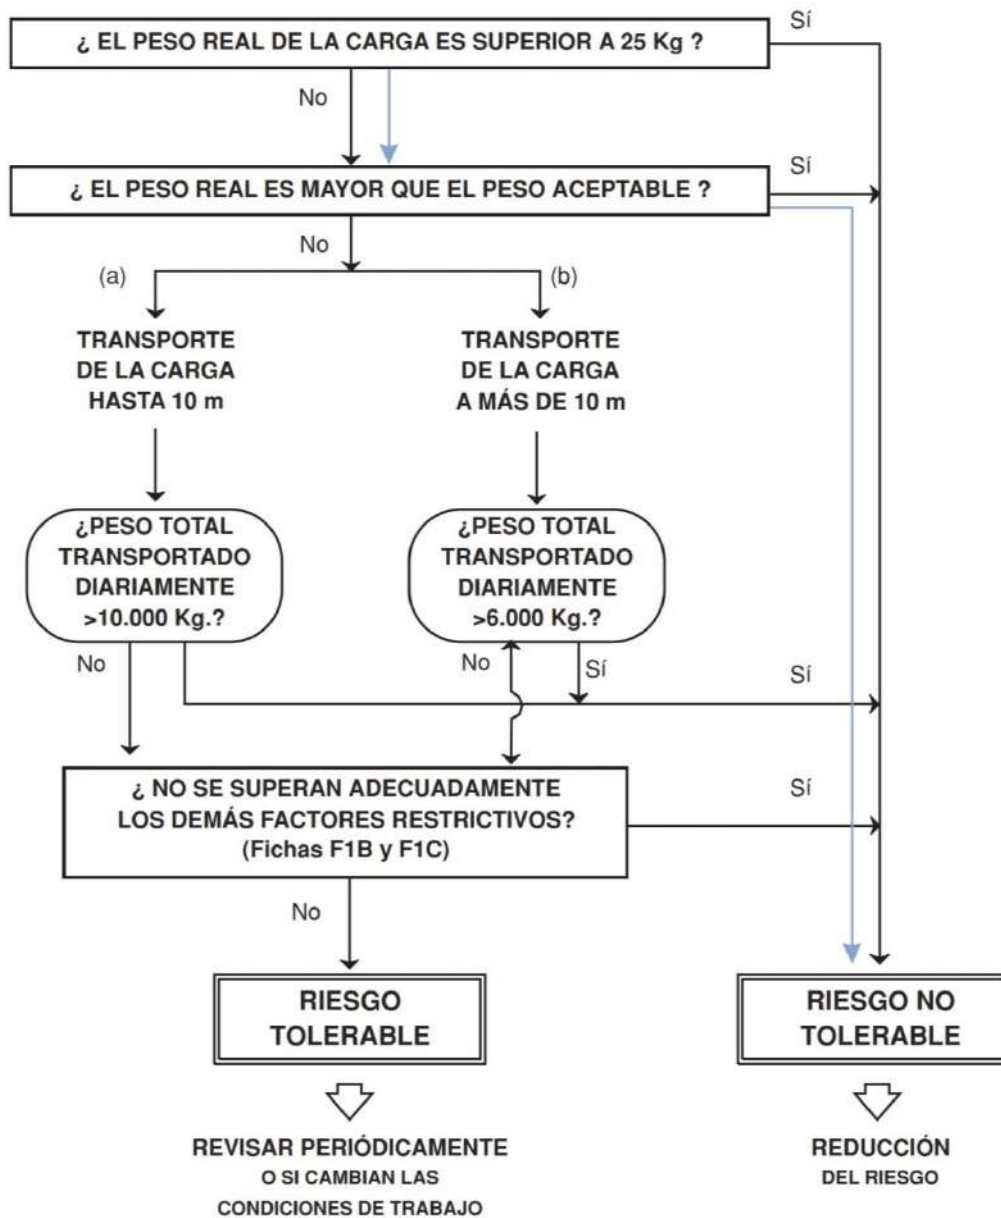 ¿ EL PESO REAL DE LA CARGA ES SUPERIOR A 25 Kg ?
Sí
No
¿ EL PESO REAL ES MAYOR QUE EL PESO ACEPTABLE ?
Sí
No
(a)
(b)
TRANSPORTE
DE LA CARGA
HASTA 10 m
TRANSPORTE
DE LA CARGA
A MÁS DE 10 m
¿PESO TOTAL
TRANSPORTADO
DIARIAMENTE
>10.000 Kg.?
¿PESO TOTAL
TRANSPORTADO
DIARIAMENTE
>6.000 Kg.?
No
No
Sí
Sí
¿ NO SE SUPERAN ADECUADAMENTE
LOS DEMÁS FACTORES RESTRICTIVOS?
(Fichas F1B y F1C)
Sí
No
RIESGO
TOLERABLE
RIESGO NO
TOLERABLE
REVISAR PERIÓDICAMENTE
O SI CAMBIAN LAS
CONDICIONES DE TRABAJO
REDUCCIÓN
DEL RIESGO